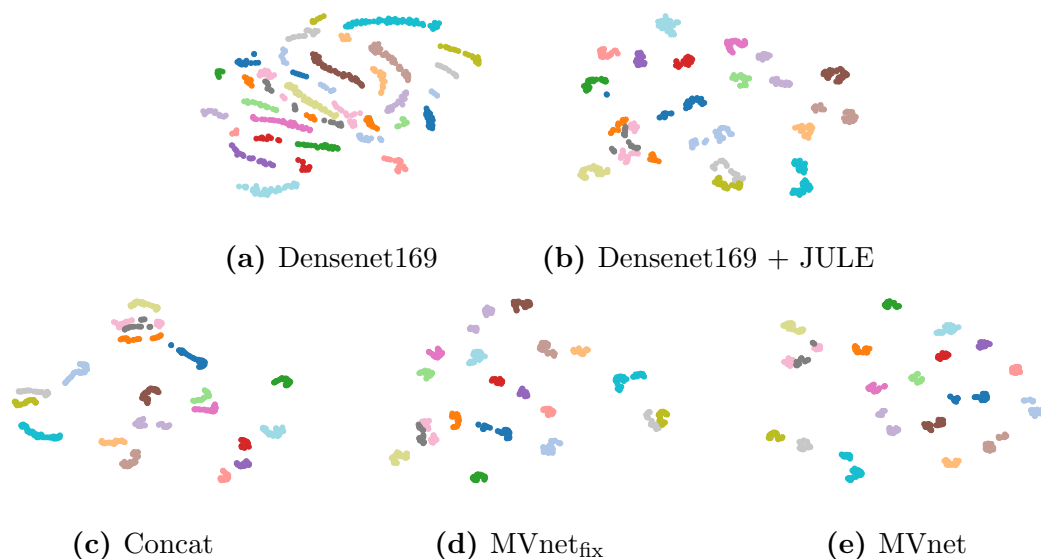 (a) Densenet169
(b) Densenet169 + JULE
(c) Concat
(d) MVnet_fix
(e) MVnet